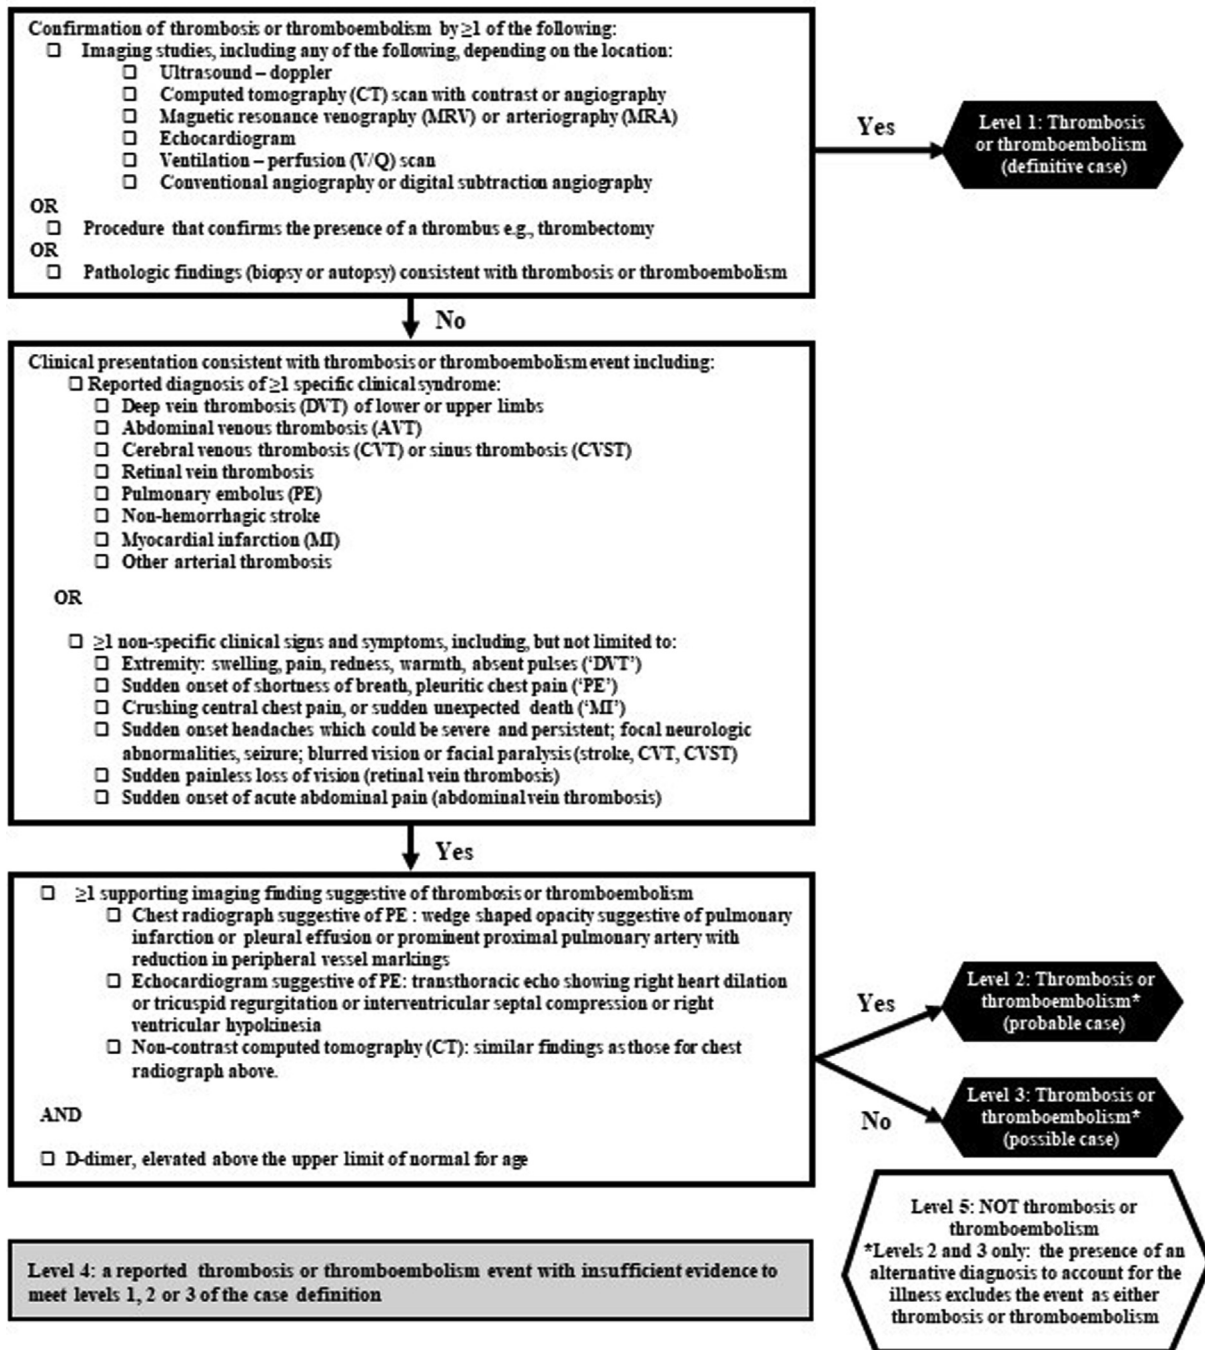 Confirmation of thrombosis or thromboembolism by ≥1 of the following:
☐ Imaging studies, including any of the following, depending on the location:
☐ Ultrasound – doppler
☐ Computed tomography (CT) scan with contrast or angiography
☐ Magnetic resonance venography (MRV) or arteriography (MRA)
☐ Echocardiogram
☐ Ventilation – perfusion (V/Q) scan
☐ Conventional angiography or digital subtraction angiography
OR
☐ Procedure that confirms the presence of a thrombus e.g., thrombectomy
OR
☐ Pathologic findings (biopsy or autopsy) consistent with thrombosis or thromboembolism
Yes
Level 1: Thrombosis
or thromboembolism
(definitive case)
No
Clinical presentation consistent with thrombosis or thromboembolism event including:
☐ Reported diagnosis of ≥1 specific clinical syndrome:
☐ Deep vein thrombosis (DVT) of lower or upper limbs
☐ Abdominal venous thrombosis (AVT)
☐ Cerebral venous thrombosis (CVT) or sinus thrombosis (CVST)
☐ Retinal vein thrombosis
☐ Pulmonary embolus (PE)
☐ Non-hemorrhagic stroke
☐ Myocardial infarction (MI)
☐ Other arterial thrombosis
OR
☐ ≥1 non-specific clinical signs and symptoms, including, but not limited to:
☐ Extremity: swelling, pain, redness, warmth, absent pulses (‘DVT’)
☐ Sudden onset of shortness of breath, pleuritic chest pain (‘PE’)
☐ Crushing central chest pain, or sudden unexpected death (‘MI’)
☐ Sudden onset headaches which could be severe and persistent; focal neurologic
abnormalities, seizure; blurred vision or facial paralysis (stroke, CVT, CVST)
☐ Sudden painless loss of vision (retinal vein thrombosis)
☐ Sudden onset of acute abdominal pain (abdominal vein thrombosis)
Yes
☐ ≥1 supporting imaging finding suggestive of thrombosis or thromboembolism
☐ Chest radiograph suggestive of PE : wedge shaped opacity suggestive of pulmonary
infarction or pleural effusion or prominent proximal pulmonary artery with
reduction in peripheral vessel markings
☐ Echocardiogram suggestive of PE: transthoracic echo showing right heart dilation
or tricuspid regurgitation or interventricular septal compression or right
ventricular hypokinesia
☐ Non-contrast computed tomography (CT): similar findings as those for chest
radiograph above.
AND
☐ D-dimer, elevated above the upper limit of normal for age
Yes
Level 2: Thrombosis or
thromboembolism*
(probable case)
No
Level 3: Thrombosis or
thromboembolism*
(possible case)
Level 4: a reported thrombosis or thromboembolism event with insufficient evidence to
meet levels 1, 2 or 3 of the case definition
Level 5: NOT thrombosis or
thromboembolism
*Levels 2 and 3 only: the presence of an
alternative diagnosis to account for the
illness excludes the event as either
thrombosis or thromboembolism